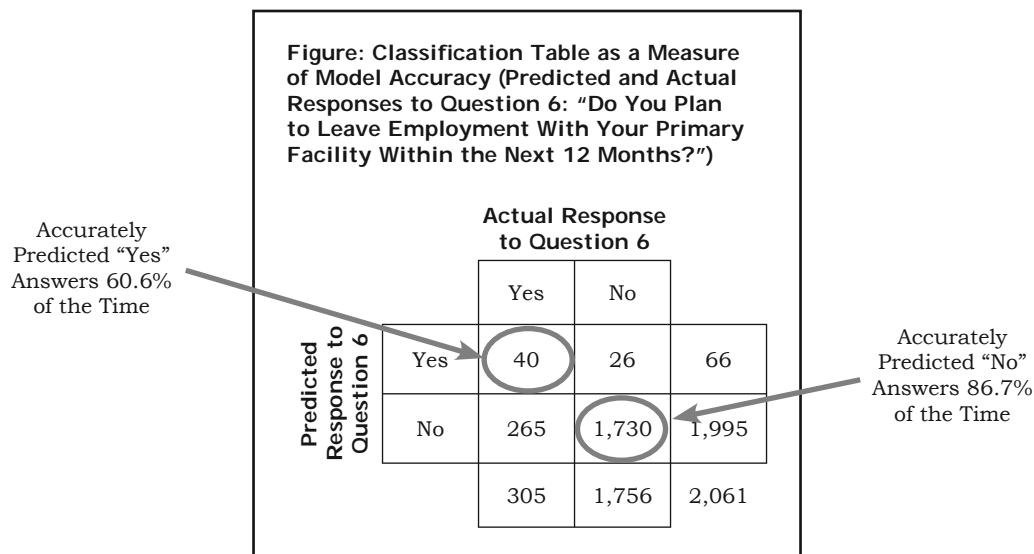 Figure: Classification Table as a Measure
of Model Accuracy (Predicted and Actual
Responses to Question 6: “Do You Plan
to Leave Employment With Your Primary
Facility Within the Next 12 Months?”)
Accurately
Predicted “Yes”
Answers 60.6%
of the Time
Actual Response
to Question 6
Yes No
Predicted
Response to
Question 6
Yes 40 26 66
No 265 1,730 1,995
305 1,756 2,061
Accurately
Predicted “No”
Answers 86.7%
of the Time